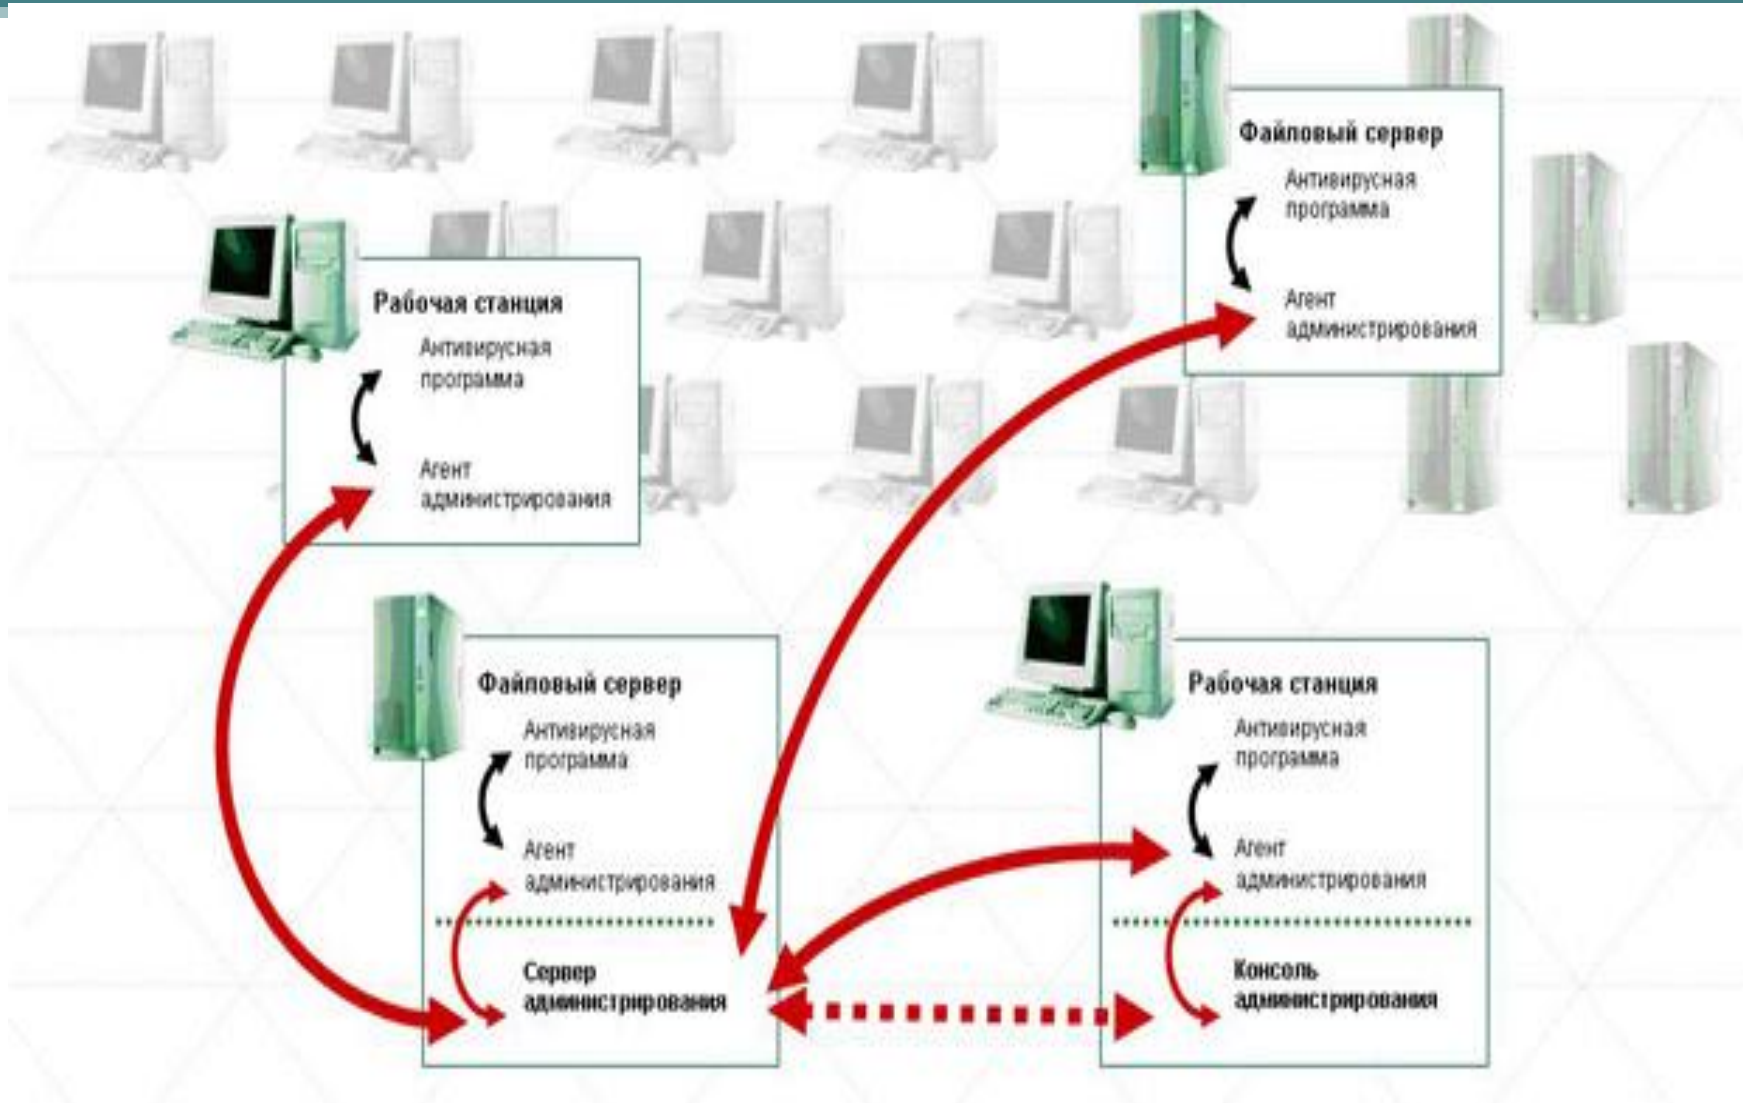 Файловый сервер
Антивирусная
программа
Агент
администрирования
Рабочая станция
Антивирусная
программа
Агент
администрирования
Файловый сервер
Антивирусная
программа
Агент
администрирования
Сервер
администрирования
Рабочая станция
Антивирусная
программа
Агент
администрирования
Консоль
администрирования